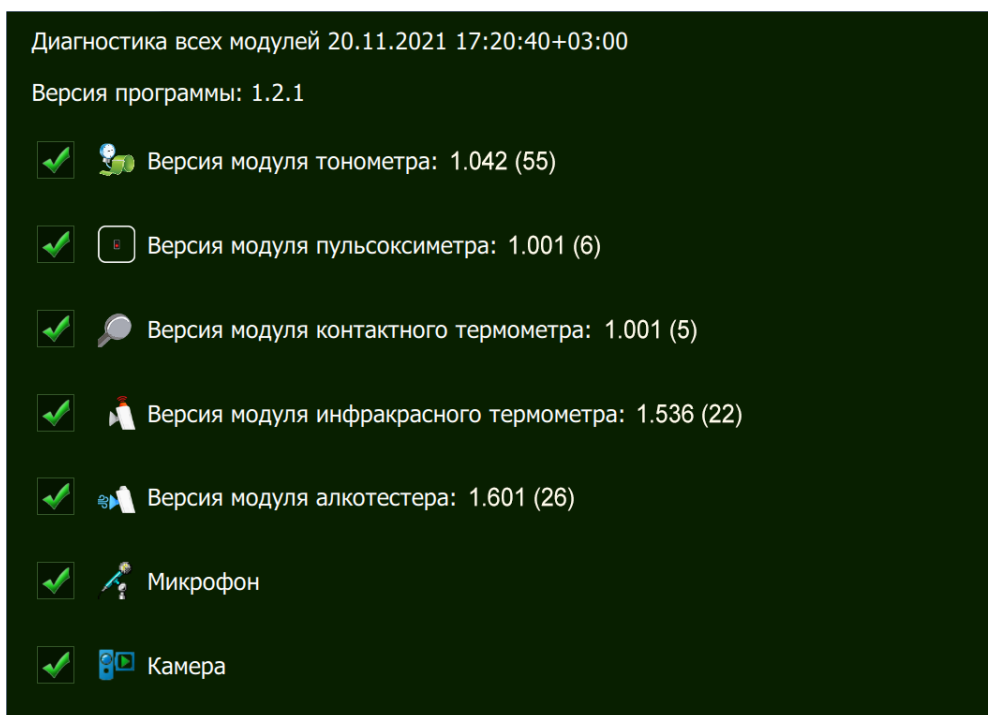 Диагностика всех модулей 20.11.2021 17:20:40+03:00
Версия программы: 1.2.1
Версия модуля тонометра: 1.042 (55)
Версия модуля пульсоксиметра: 1.001 (6)
Версия модуля контактного термометра: 1.001 (5)
Версия модуля инфракрасного термометра: 1.536 (22)
Версия модуля алкотестера: 1.601 (26)
Микрофон
Камера